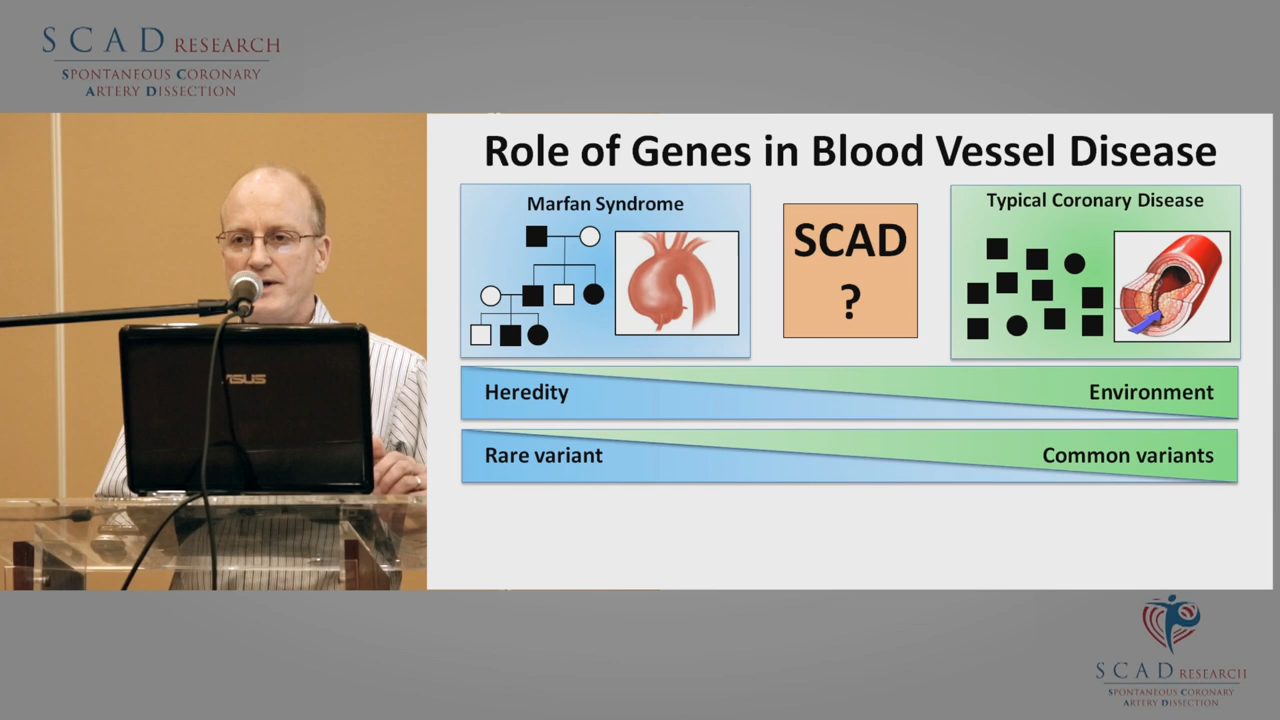 SCAD RESEARCH
SPONTANEOUS CORONARY
ARTERY DISSECTION
Role of Genes in Blood Vessel Disease
Marfan Syndrome
SCAD
?
Typical Coronary Disease
Heredity
Environment
Rare variant
Common variants
ASUS
SCAD RESEARCH
SPONTANEOUS CORONARY
ARTERY DISSECTION